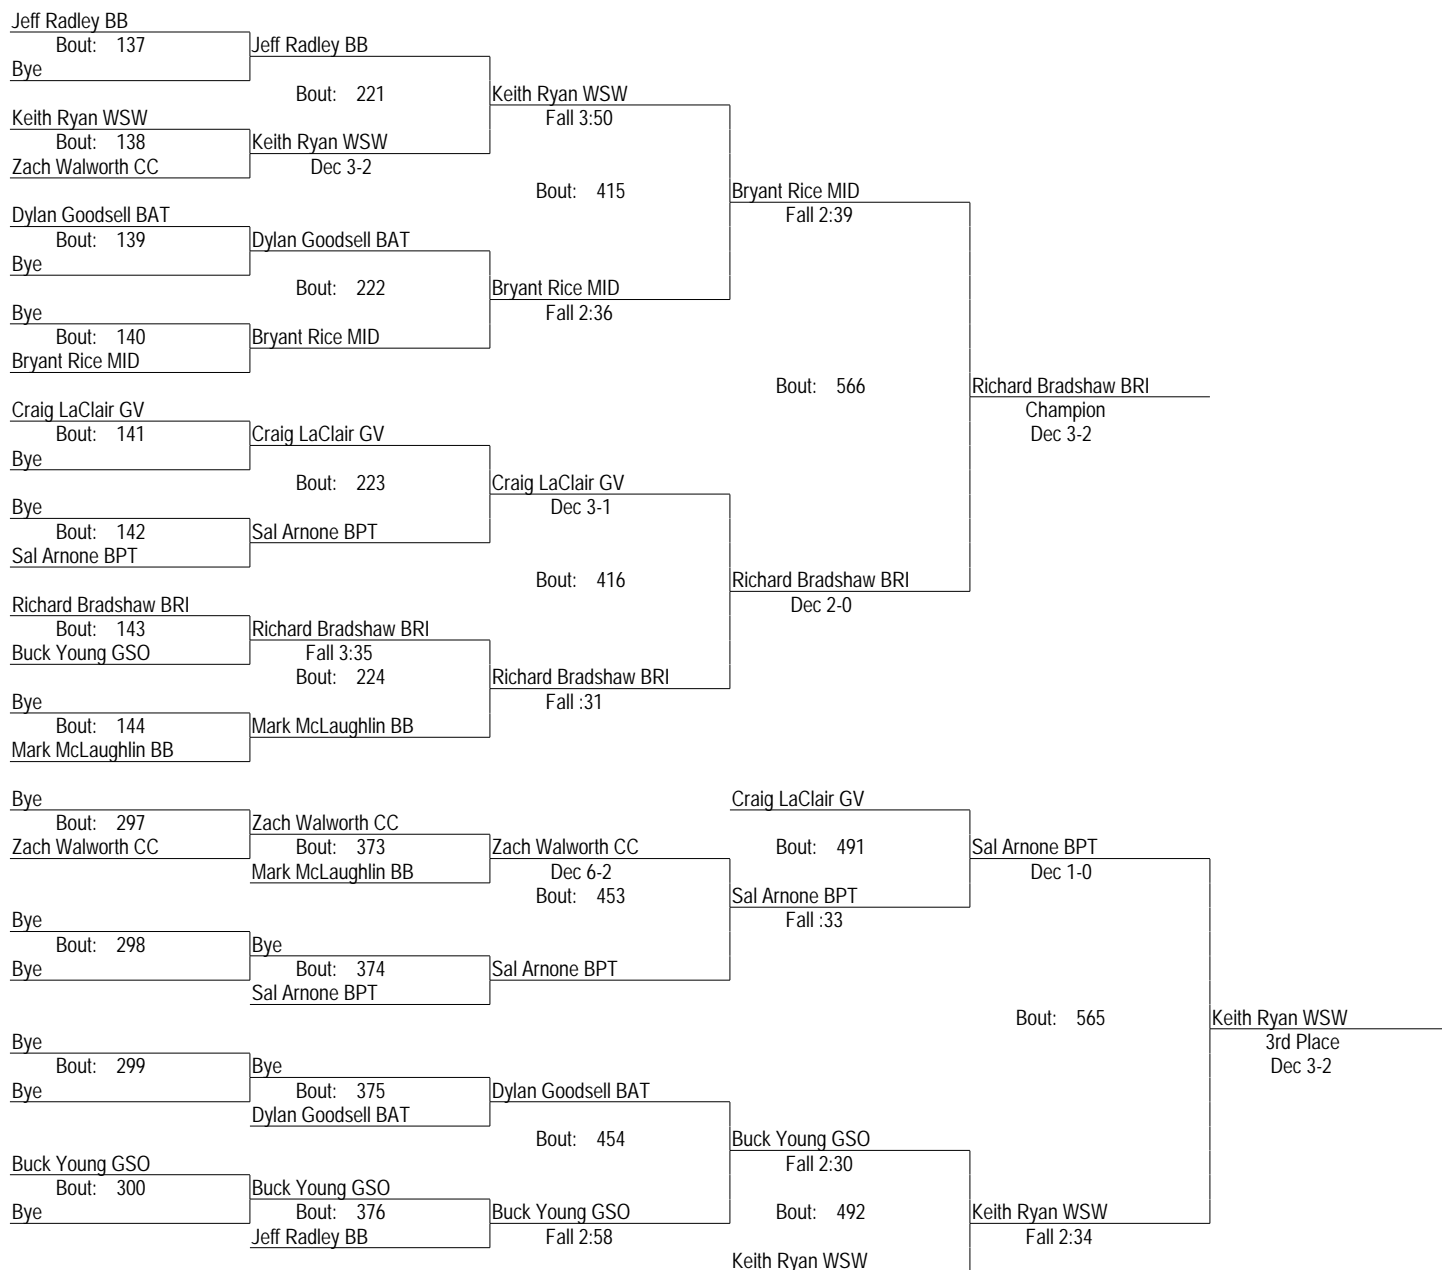 Jeff Radley BB
Bout: 137 Jeff Radley BB
Bye
Bout: 221 Keith Ryan WSW
Keith Ryan WSW Fall 3:50
Bout: 138 Keith Ryan WSW
Zach Walworth CC Dec 3-2
Bout: 415 Bryant Rice MID
Dylan Goodsell BAT Fall 2:39
Bout: 139 Dylan Goodsell BAT
Bye
Bout: 222 Bryant Rice MID
Bye Fall 2:36
Bout: 140 Bryant Rice MID
Bryant Rice MID
Bout: 566 Richard Bradshaw BRI
Craig LaClair GV Champion
Bout: 141 Craig LaClair GV Dec 3-2
Bye
Bout: 223 Craig LaClair GV
Bye Dec 3-1
Bout: 142 Sal Arnone BPT
Sal Arnone BPT
Bout: 416 Richard Bradshaw BRI
Richard Bradshaw BRI Dec 2-0
Bout: 143 Richard Bradshaw BRI
Buck Young GSO Fall 3:35
Bout: 224 Richard Bradshaw BRI
Bye Fall :31
Bout: 144 Mark McLaughlin BB
Mark McLaughlin BB
Bye Craig LaClair GV
Bout: 297 Zach Walworth CC
Zach Walworth CC Bout: 373 Zach Walworth CC Bout: 491 Sal Arnone BPT
Mark McLaughlin BB Dec 6-2 Dec 1-0
Bout: 453 Sal Arnone BPT
Bye Fall :33
Bout: 298 Bye
Bye Bout: 374 Sal Arnone BPT
Sal Arnone BPT
Bout: 565 Keith Ryan WSW
Bye 3rd Place
Bout: 299 Bye Dec 3-2
Bye Bout: 375 Dylan Goodsell BAT
Dylan Goodsell BAT
Bout: 454 Buck Young GSO
Buck Young GSO Fall 2:30
Bout: 300 Buck Young GSO
Bye Bout: 376 Buck Young GSO Bout: 492 Keith Ryan WSW
Jeff Radley BB Fall 2:58 Fall 2:34
Keith Ryan WSW